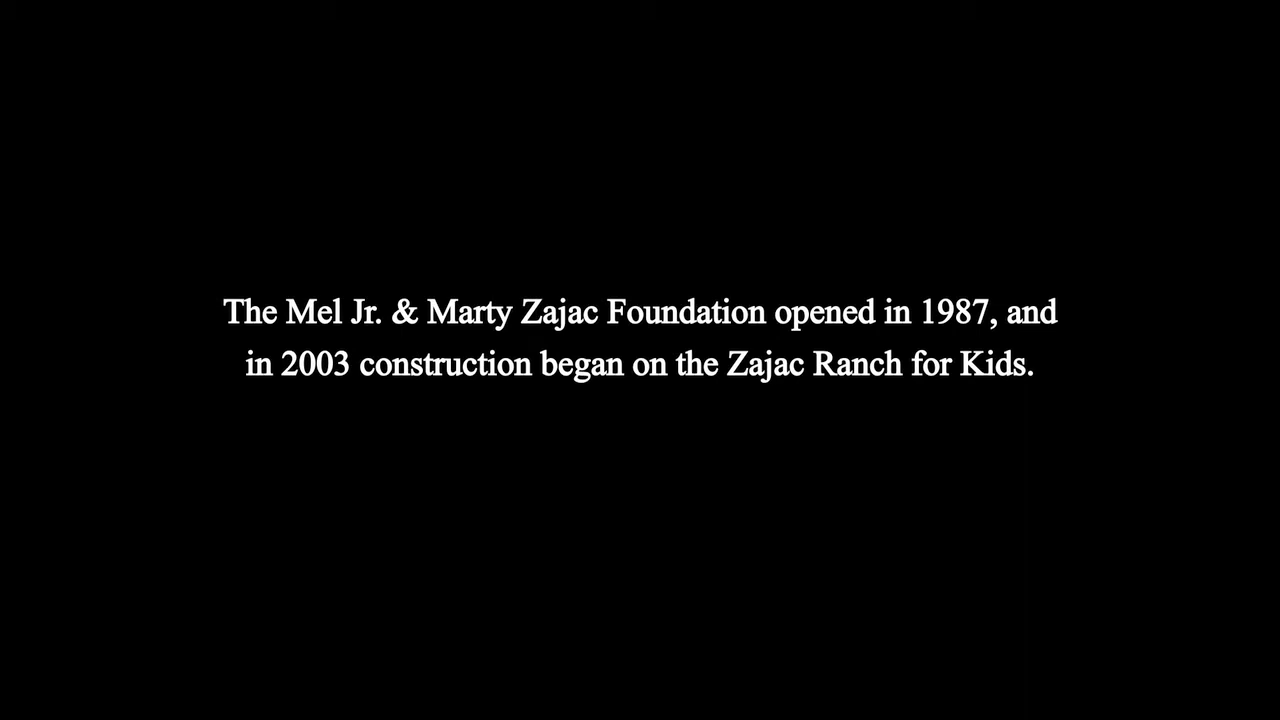 The Mel Jr. & Marty Zajac Foundation opened in 1987, and
in 2003 construction began on the Zajac Ranch for Kids.